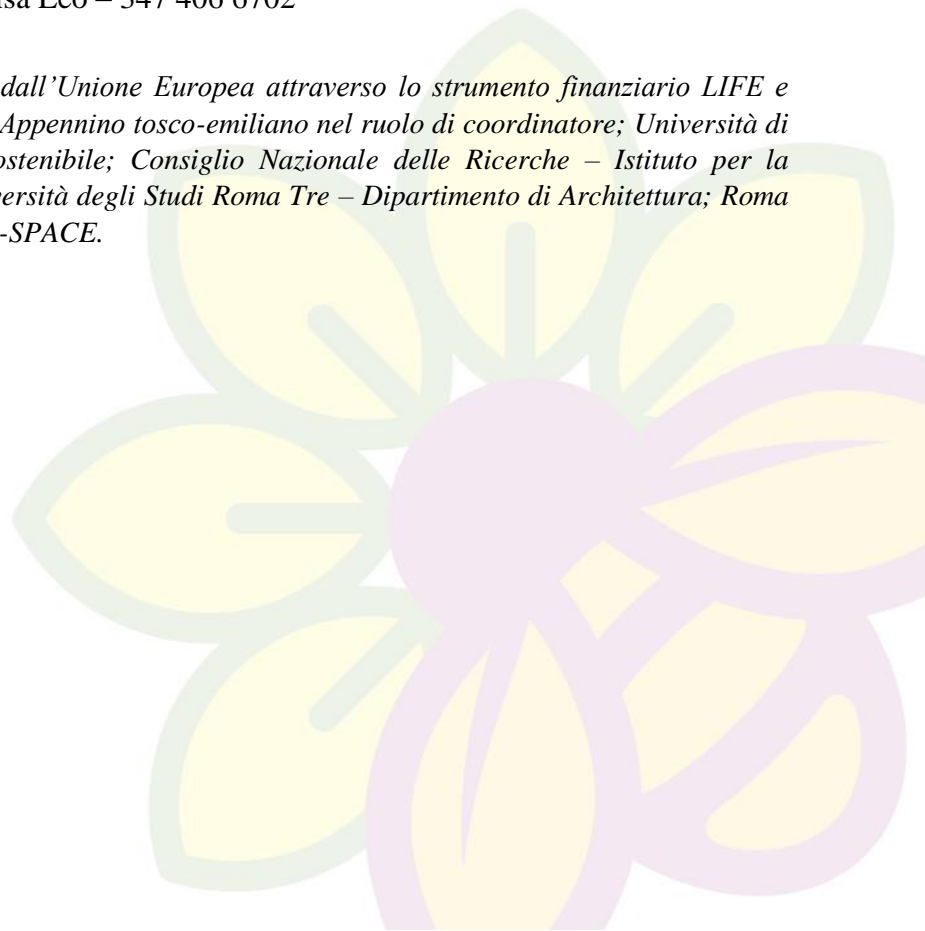 Eco – 347 406 6702
dall’Unione Europea attraverso lo strumento finanziario LIFE e
Appennino tosco-emiliano nel ruolo di coordinatore; Università di
ostenibile; Consiglio Nazionale delle Ricerche – Istituto per la
versità degli Studi Roma Tre – Dipartimento di Architettura; Roma
-SPACE.